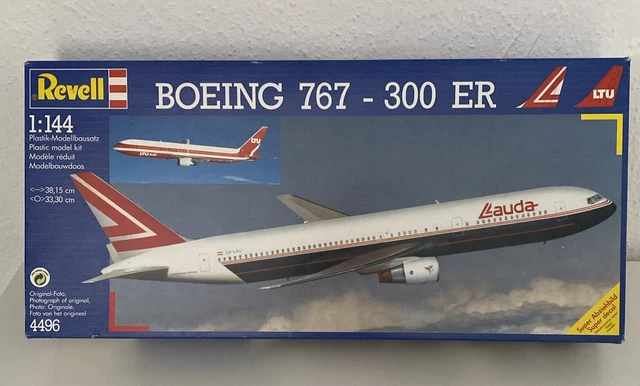 Revell
BOEING 767 - 300 ER
LTU
1:144
Plastik-Modellbausatz
Plastic model kit
Modèle réduit
Modelbouwdoos
<—>38,15 cm
<O>33,30 cm
LTU
Lauda
Original-Foto,
Photograph of original,
Photo: Originale,
Foto van het origineel
4496
Super Abziehbild
Super decal